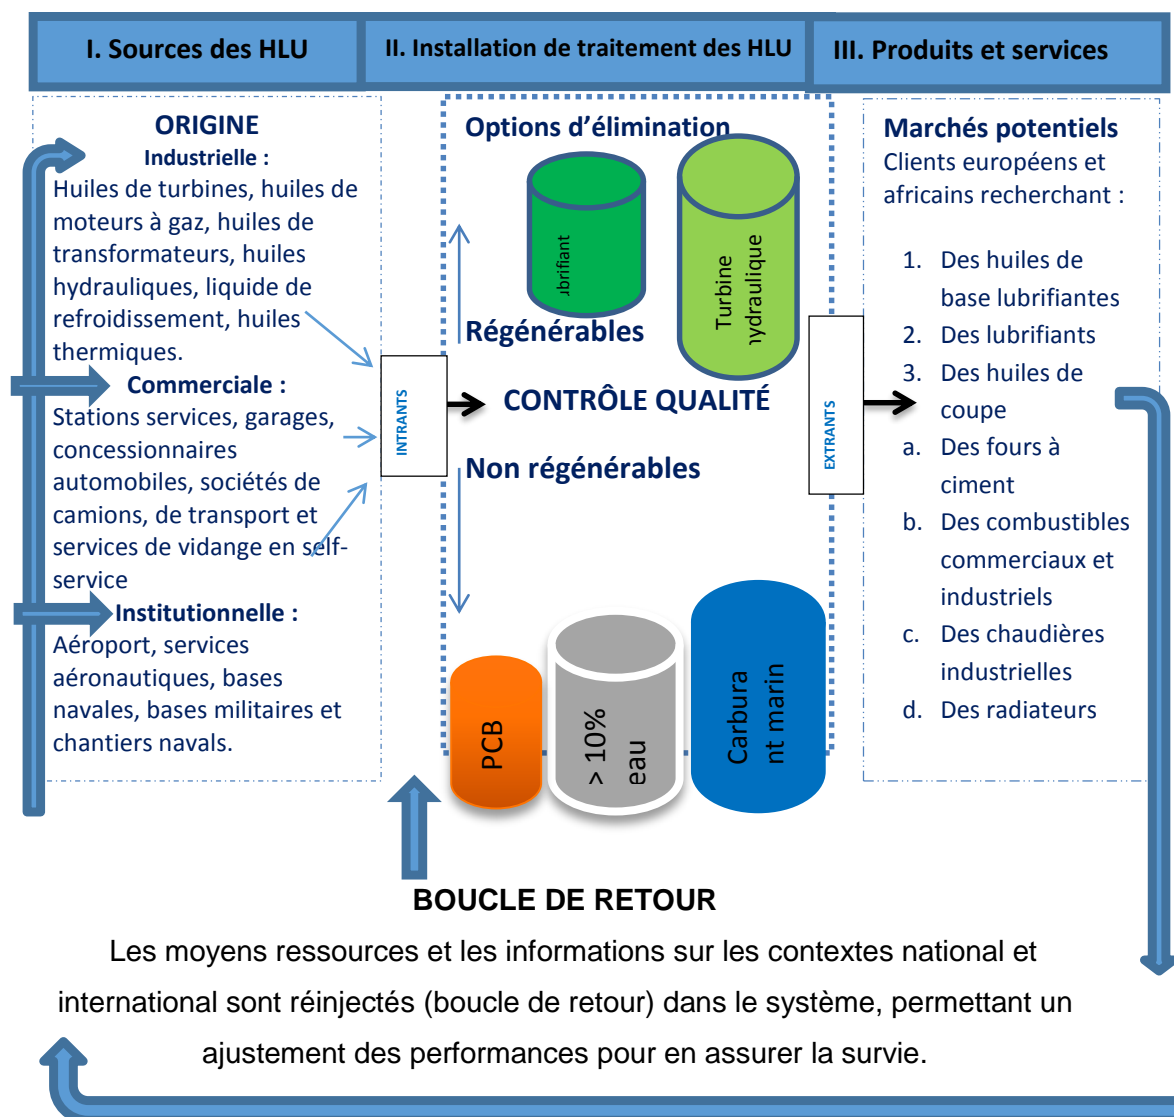 I. Sources des HLU
II. Installation de traitement des HLU
III. Produits et services
ORIGINE
Industrielle :
Huiles de turbines, huiles de
moteurs à gaz, huiles de
transformateurs, huiles
hydrauliques, liquide de
refroidissement, huiles
thermiques.
Commerciale :
Stations services, garages,
concessionnaires
automobiles, sociétés de
camions, de transport et
services de vidange en self-
service
Institutionnelle :
Aéroport, services
aéronautiques, bases
navales, bases militaires et
chantiers navals.
INTRANTS
Options d’élimination
Turbine
Régénérables
CONTRÔLE QUALITÉ
Non régénérables
PCB
> 10%
eau
Carbura
nt marin
EXTRANTS
Marchés potentiels
Clients européens et
africains recherchant :
1. Des huiles de
base lubrifiantes
2. Des lubrifiants
3. Des huiles de
coupe
a. Des fours à
ciment
b. Des combustibles
commerciaux et
industriels
c. Des chaudières
industrielles
d. Des radiateurs
BOUCLE DE RETOUR
Les moyens ressources et les informations sur les contextes national et
international sont réinjectés (boucle de retour) dans le système, permettant un
ajustement des performances pour en assurer la survie.